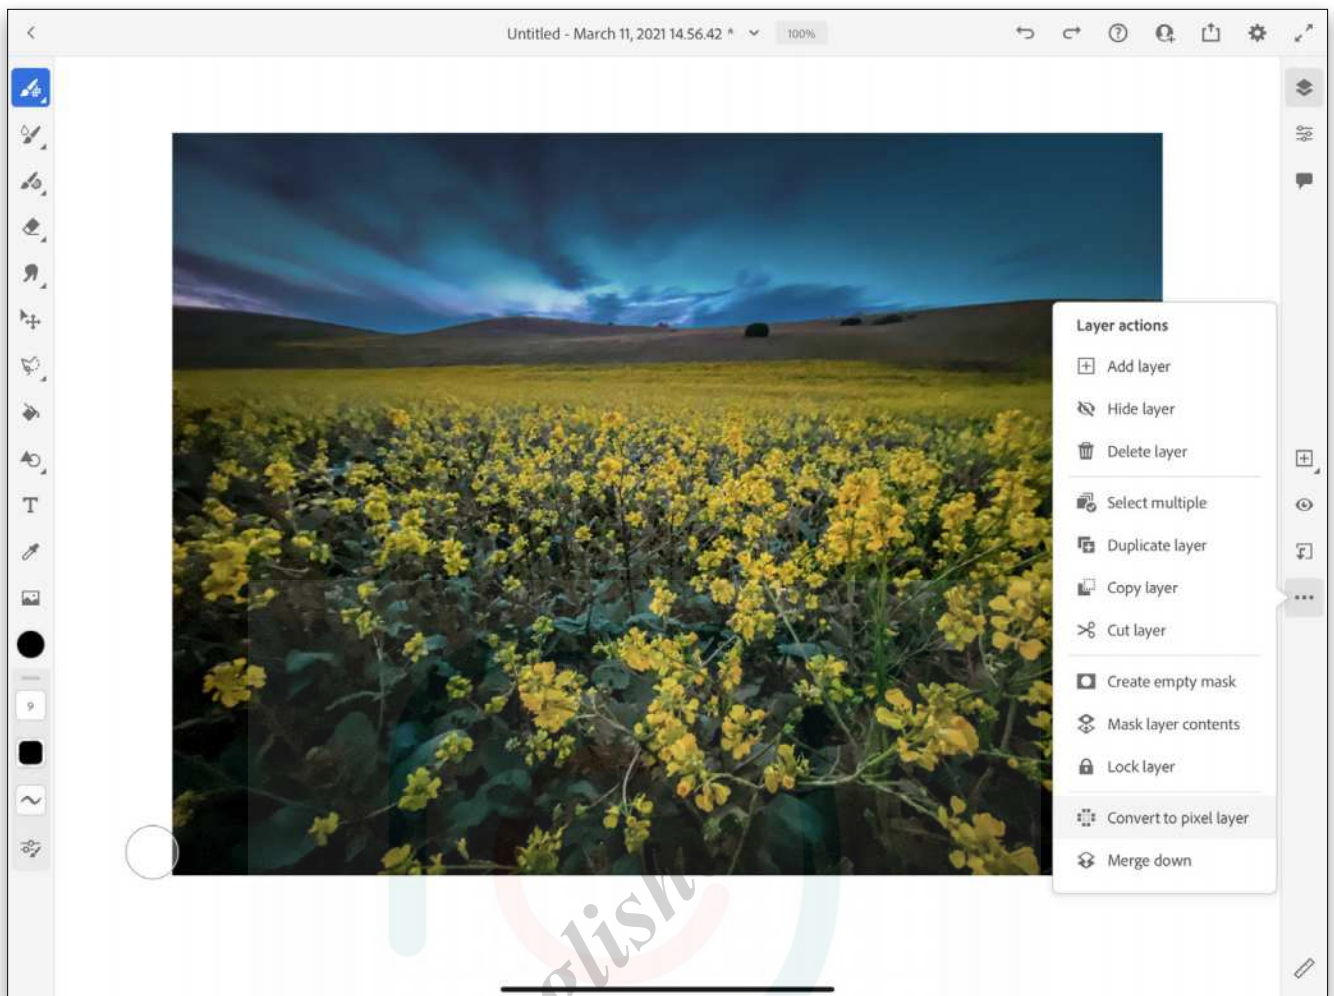 Untitled - March 11, 2021 14.56.42 *
100%
Layer actions
Add layer
Hide layer
Delete layer
Select multiple
Duplicate layer
Copy layer
Cut layer
Create empty mask
Mask layer contents
Lock layer
Convert to pixel layer
Merge down
T
9
glish